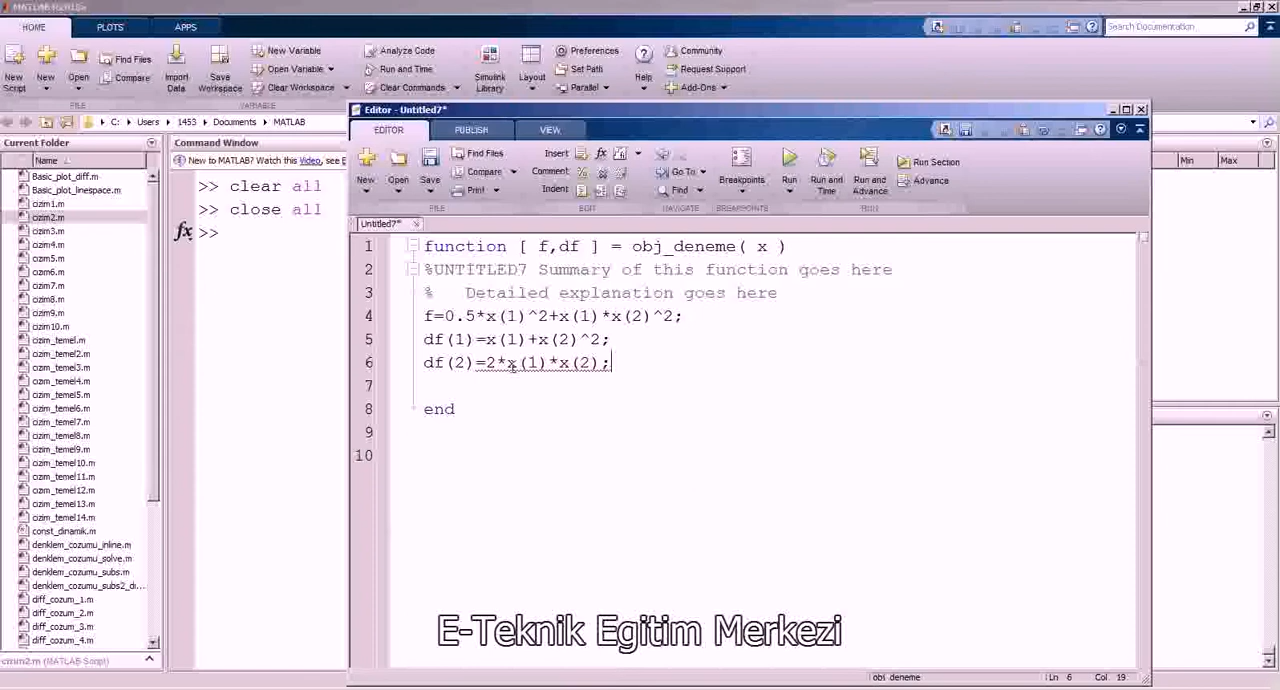 HOME PLOTS APPS
Search Documentation
New Script
New
Open
Find Files
Compare
Import Data
Save Workspace
New Variable
Open Variable
Clear Workspace
Analyze Code
Run and Time
Clear Commands
Simulink Library
Layout
Preferences
Set Path
Parallel
Help
Community
Request Support
Add-Ons
FILE
VARIABLE
C: Users 1453 Documents MATLAB
Current Folder
Name
Basic_plot_diff.m
Basic_plot_linespace.m
cizim1.m
cizim2.m
cizim3.m
cizim4.m
cizm5.m
cizm6.m
cizim7.m
cizim8.m
cizim9.m
cizim10.m
cizim_temel.m
cizim_temel2.m
cizim_temel3.m
cizim_temel4.m
cizim_temel5.m
cizim_temel6.m
cizim_temel7.m
cizim_temel8.m
cizim_temel9.m
cizim_temel10.m
cizim_temel11.m
cizim_temel12.m
cizim_temel13.m
cizim_temel14.m
const_dinamik.m
denklem_cozumu_inline.m
denklem_cozumu_solve.m
denklem_cozumu_subs.m
denklem_cozumu_subs2_di...
diff_cozum_1.m
diff_cozum_2.m
diff_cozum_3.m
diff_cozum_4.m
cizim2.m (MATLAB Script)
Command Window
New to MATLAB? Watch this Video, see E
>> clear all
>> close all
fx >>
Min Max
Editor - Untitled7*
EDITOR PUBLISH VIEW
New
Open
Save
Find Files
Compare
Print
Insert
Comment
Indent
fx
Go To
Find
Breakpoints
Run
Run and Time
Run and Advance
Run Section
Advance
FILE EDIT NAVIGATE BREAKPOINTS RUN
Untitled7*
1 function [ f,df ] = obj_deneme( x )
2 %UNTITLED7 Summary of this function goes here
3 % Detailed explanation goes here
4 f=0.5*x(1)^2+x(1)*x(2)^2;
5 df(1)=x(1)+x(2)^2;
6 df(2)=2*x(1)*x(2);
7
8 end
9
10
E-Teknik Egitim Merkezi
obj_deneme
Ln 6 Col 19